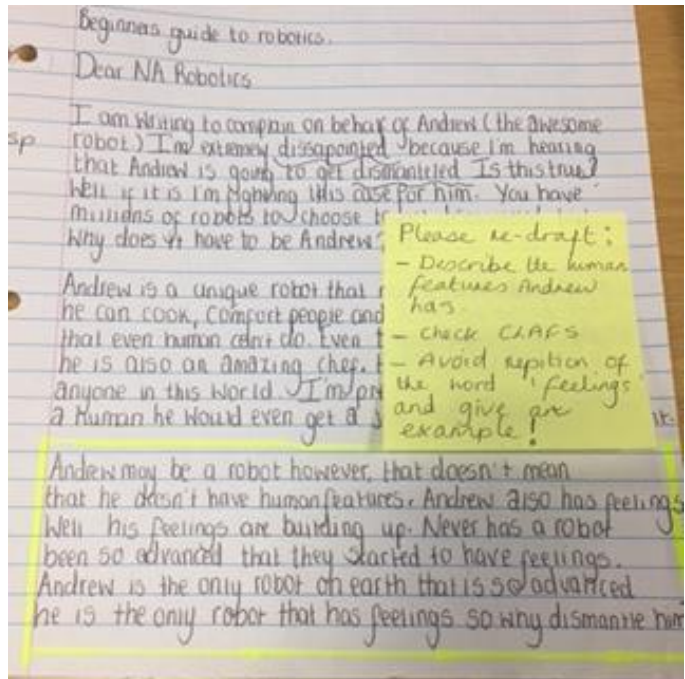 Beginners guide to robotics.
Dear NA Robotics
sp
I am writing to complain on behalf of Andrew (the awesome
robot) I'm extremely dissapointed because I'm hearing
that Andrew is going to get dismanteled Is this true?
Well if it is I'm fighting this case for him. You have
millions of robots to choose
Why does it have to be Andrew?
Andrew is a unique robot that
he can cook, comfort people and
that even human can't do. Even
he is also an amazing chef.
anyone in this world. I'm
a human he would even get a
it.
Please re-draft:
- Describe the human
features Andrew
has.
- Check CLAFS
- Avoid repition of
the word 'feelings'
and give an
example!
Andrew may be a robot however, that doesn't mean
that he doesn't have human features. Andrew also has feelings
Well his feelings are building up. Never has a robot
been so advanced that they started to have feelings.
Andrew is the only robot on earth that is so advanced
he is the only robot that has feelings so why dismantle him